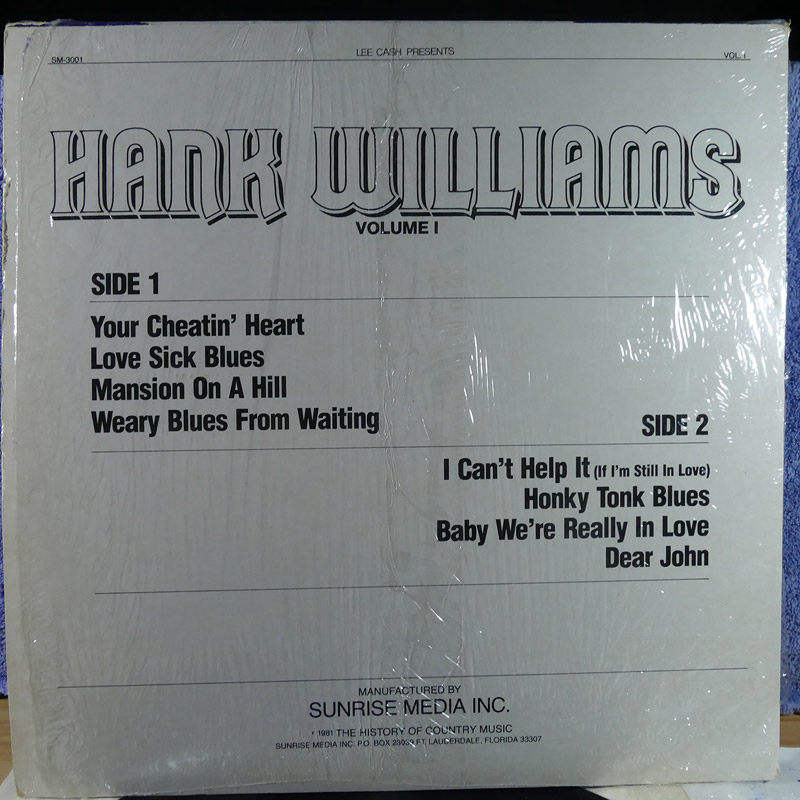 LEE CASH PRESENTS
SM-3001
VOL. I
HANK WILLIAMS
VOLUME I
SIDE 1
Your Cheatin' Heart
Love Sick Blues
Mansion On A Hill
Weary Blues From Waiting
SIDE 2
I Can't Help It (If I'm Still In Love)
Honky Tonk Blues
Baby We're Really In Love
Dear John
MANUFACTURED BY
SUNRISE MEDIA INC.
1981 THE HISTORY OF COUNTRY MUSIC
SUNRISE MEDIA INC. P.O. BOX FT. LAUDERDALE, FLORIDA 33307